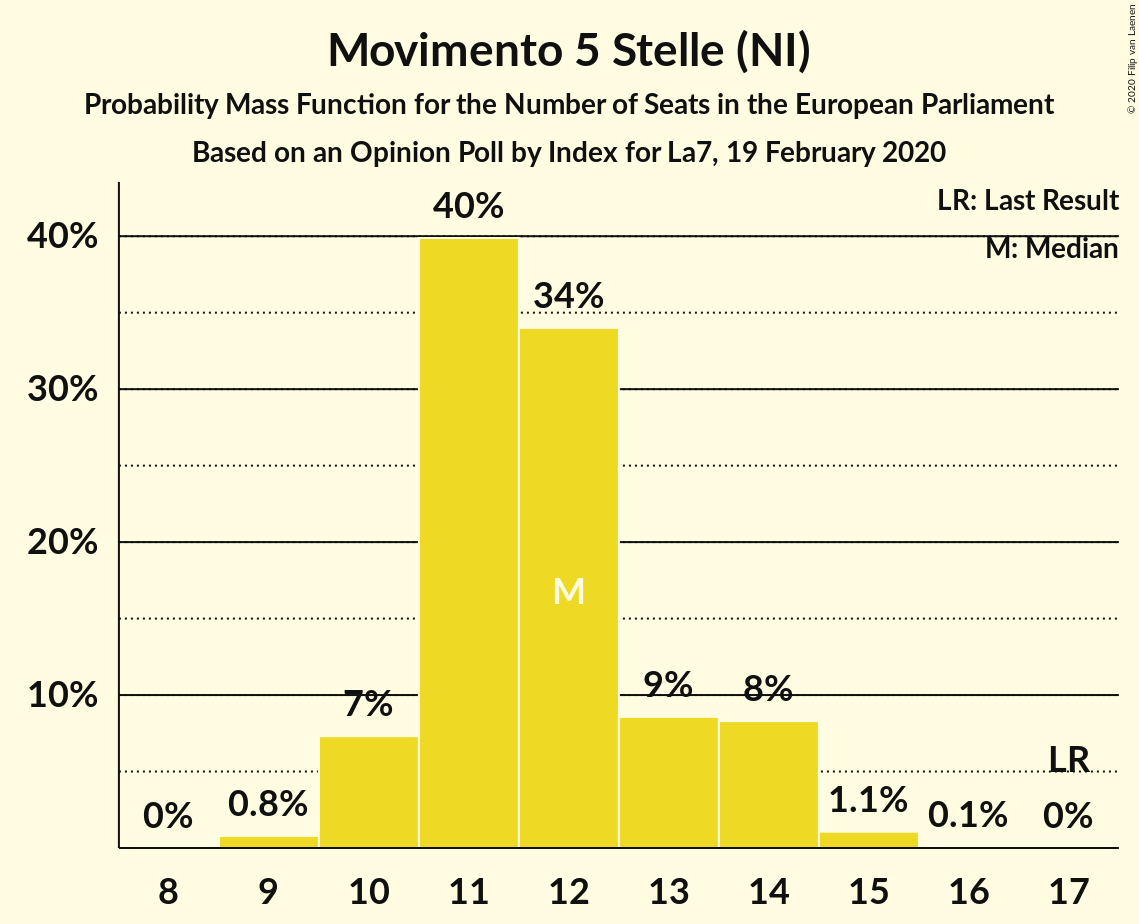 Movimento 5 Stelle (NI)
Probability Mass Function for the Number of Seats in the European Parliament
Based on an Opinion Poll by Index for La7, 19 February 2020
© 2020 Filip van Laenen
LR: Last Result
M: Median
40%
30%
20%
10%
0%
0.8%
7%
40%
34%
M
9%
8%
1.1%
0.1%
LR
0%
8 9 10 11 12 13 14 15 16 17